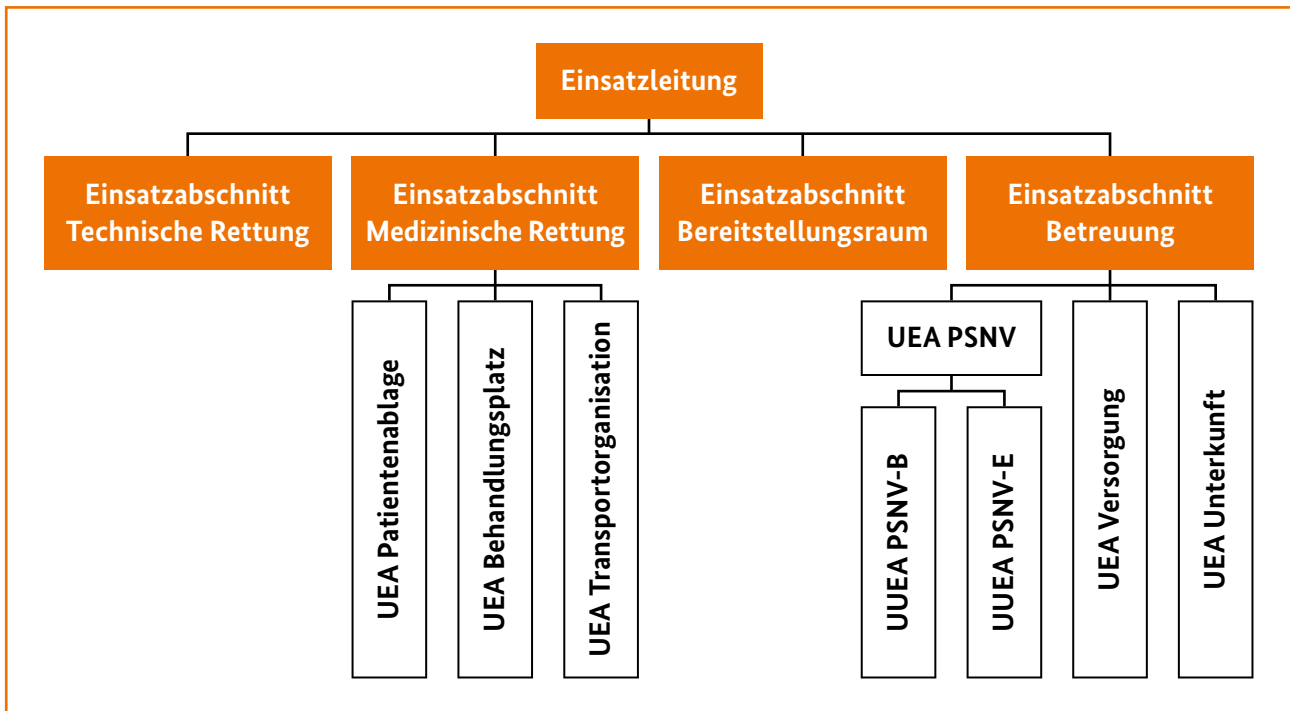 Einsatzleitung
Einsatzabschnitt
Technische Rettung
Einsatzabschnitt
Medizinische Rettung
Einsatzabschnitt
Bereitstellungsraum
Einsatzabschnitt
Betreuung
UEA Patientenablage
UEA Behandlungsplatz
UEA Transportorganisation
UEA PSNV
UUEA PSNV-B
UUEA PSNV-E
UEA Versorgung
UEA Unterkunft